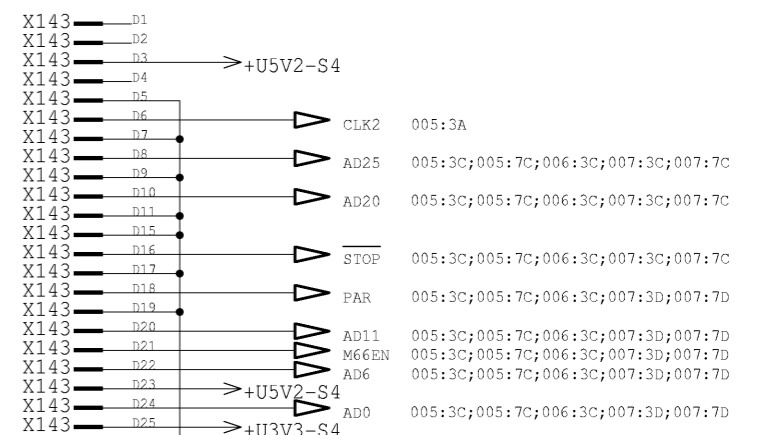 X143 D1
X143 D2
X143 D3 +U5V2-S4
X143 D4
X143 D5
X143 D6 CLK2 005:3A
X143 D7
X143 D8 AD25 005:3C;005:7C;006:3C;007:3C;007:7C
X143 D9
X143 D10 AD20 005:3C;005:7C;006:3C;007:3C;007:7C
X143 D11
X143 D15
X143 D16 STOP 005:3C;005:7C;006:3C;007:3C;007:7C
X143 D17
X143 D18 PAR 005:3C;005:7C;006:3C;007:3D;007:7D
X143 D19
X143 D20 AD11 005:3C;005:7C;006:3C;007:3D;007:7D
X143 D21 M66EN 005:3C;005:7C;006:3C;007:3D;007:7D
X143 D22 AD6 005:3C;005:7C;006:3C;007:3D;007:7D
X143 D23 +U5V2-S4
X143 D24 AD0 005:3C;005:7C;006:3C;007:3D;007:7D
X143 D25 +U3V3-S4